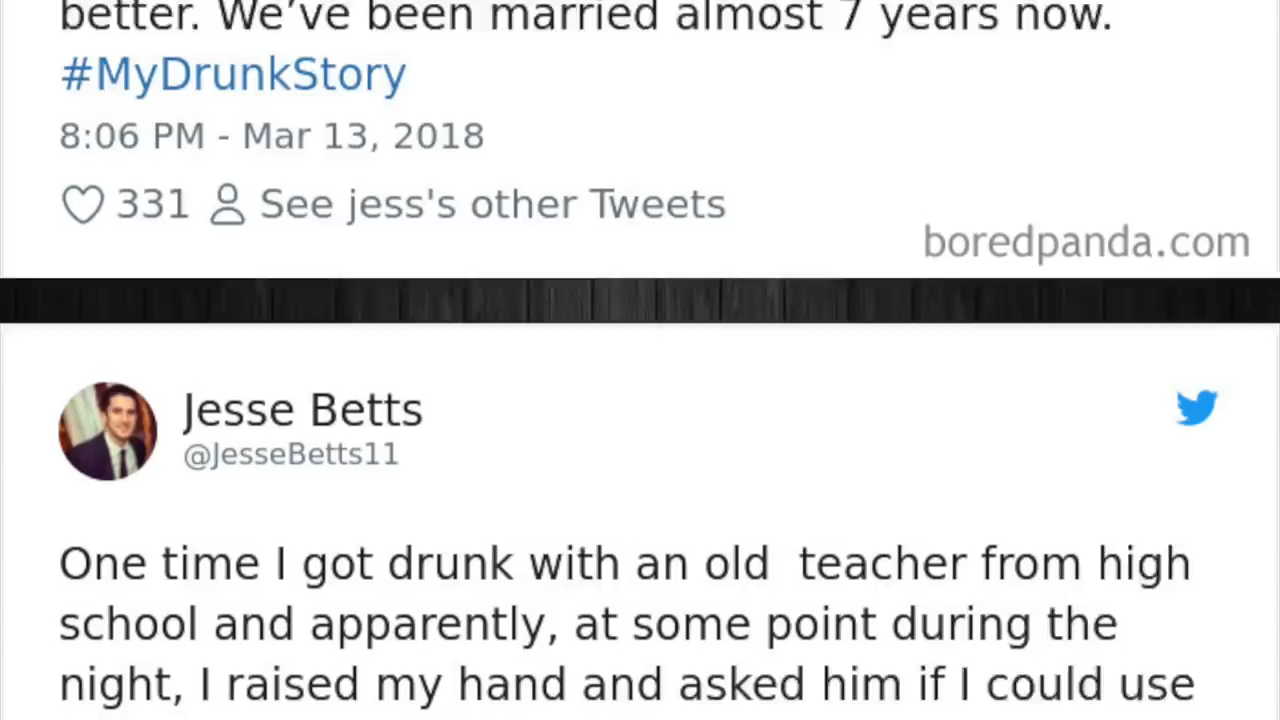 better. We’ve been married almost 7 years now.
#MyDrunkStory
8:06 PM - Mar 13, 2018
331 See jess's other Tweets
boredpanda.com
Jesse Betts
@JesseBetts11
One time I got drunk with an old  teacher from high
school and apparently, at some point during the
night, I raised my hand and asked him if I could use